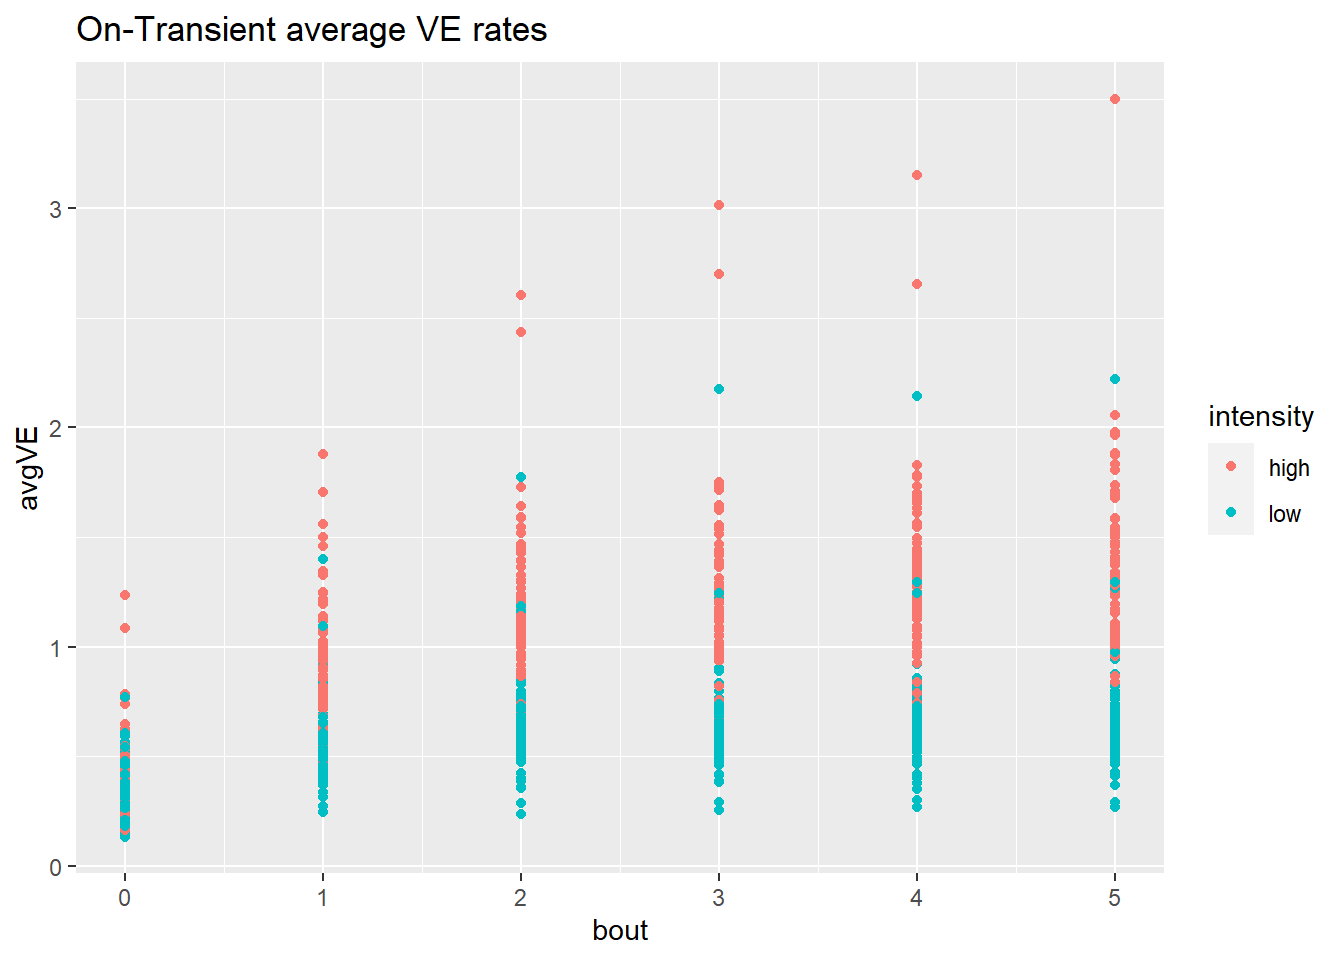 On-Transient average VE rates
3
2
1
0
avgVE
0 1 2 3 4 5
bout
intensity
high
low